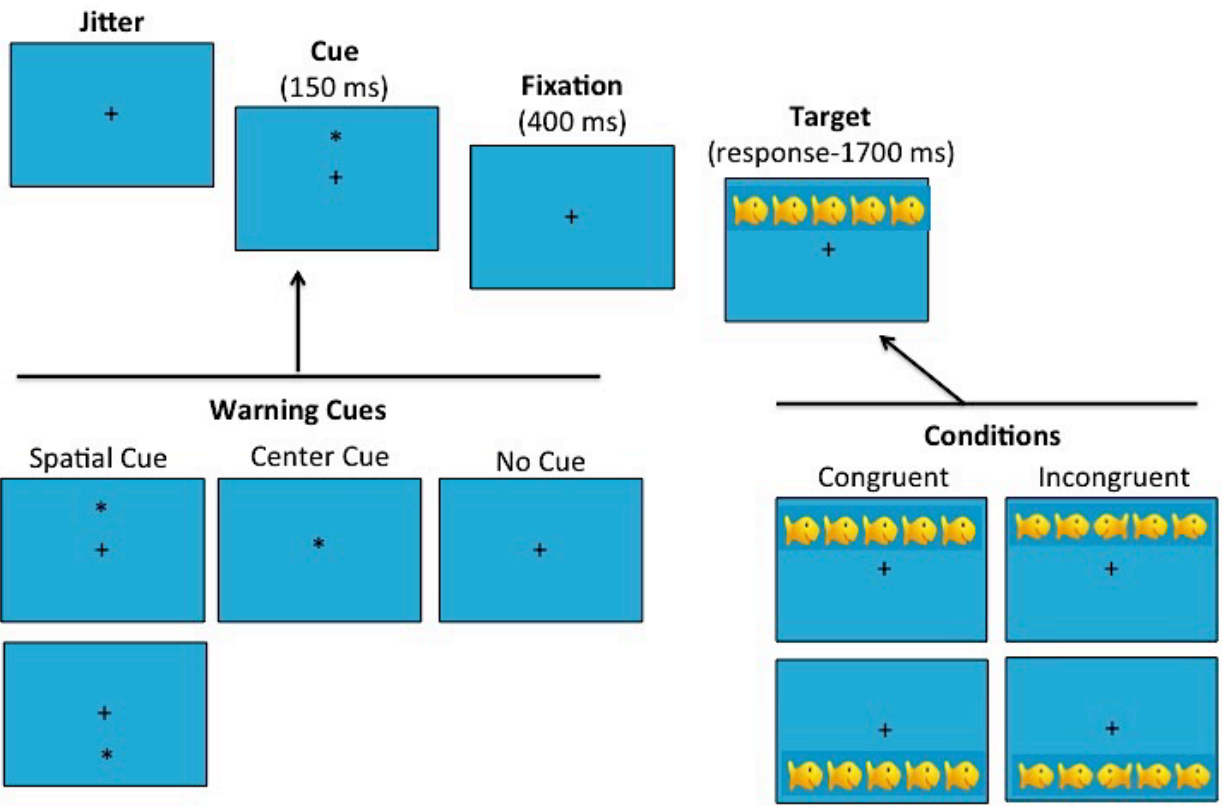 Jitter
+
Cue
(150 ms)
*
+
Fixation
(400 ms)
+
Target
(response-1700 ms)
+
Warning Cues
Spatial Cue
*
+
+
*
Center Cue
*
No Cue
+
Conditions
Congruent
+
+
Incongruent
+
+